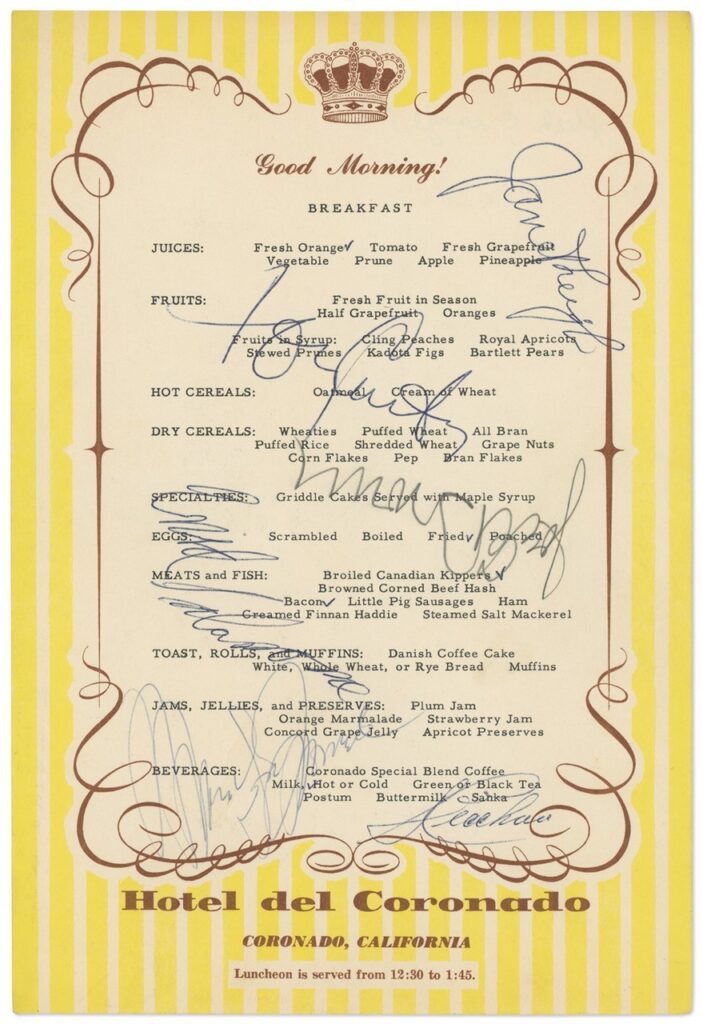 Good Morning!
BREAKFAST
JUICES: Fresh Orange Tomato Fresh Grapefruit
Vegetable Prune Apple Pineapple
FRUITS: Fresh Fruit in Season
Half Grapefruit Oranges
Fruits in Syrup: Cling Peaches Royal Apricots
Stewed Prunes Kadota Figs Bartlett Pears
HOT CEREALS: Oatmeal Cream of Wheat
DRY CEREALS: Wheaties Puffed Wheat All Bran
Puffed Rice Shredded Wheat Grape Nuts
Corn Flakes Pep Bran Flakes
SPECIALTIES: Griddle Cakes Served with Maple Syrup
EGGS: Scrambled Boiled Fried Poached
MEATS and FISH: Broiled Canadian Kippers
Browned Corned Beef Hash
Bacon Little Pig Sausages Ham
Creamed Finnan Haddie Steamed Salt Mackerel
TOAST, ROLLS, and MUFFINS: Danish Coffee Cake
White, Whole Wheat, or Rye Bread Muffins
JAMS, JELLIES, and PRESERVES: Plum Jam
Orange Marmalade Strawberry Jam
Concord Grape Jelly Apricot Preserves
BEVERAGES: Coronado Special Blend Coffee
Milk, Hot or Cold Green or Black Tea
Postum Buttermilk Sanka
Tony Curtis
Hotel del Coronado
CORONADO, CALIFORNIA
Luncheon is served from 12:30 to 1:45.